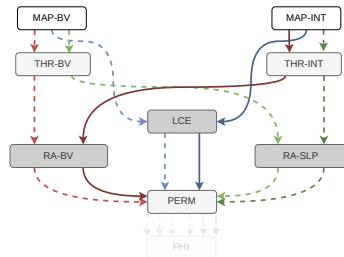 MAP-BV MAP-INT
THR-BV THR-INT
LCE
RA-BV RA-SLP
PERM
PHI